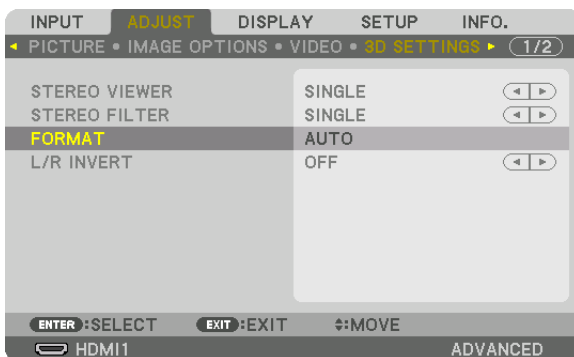 INPUT ADJUST DISPLAY SETUP INFO.
PICTURE • IMAGE OPTIONS • VIDEO • 3D SETTINGS 1/2
STEREO VIEWER SINGLE
STEREO FILTER SINGLE
FORMAT AUTO
L/R INVERT OFF
ENTER :SELECT EXIT :EXIT :MOVE
HDMI1 ADVANCED